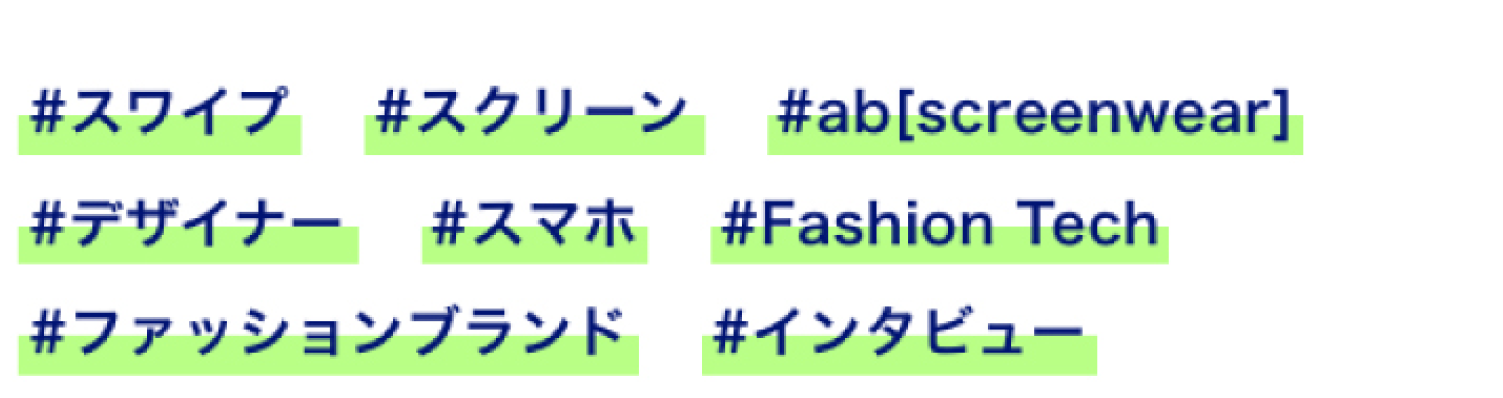 #スワイプ #スクリーン #ab[screenwear]
#デザイナー #スマホ #Fashion Tech
#ファッションブランド #インタビュー